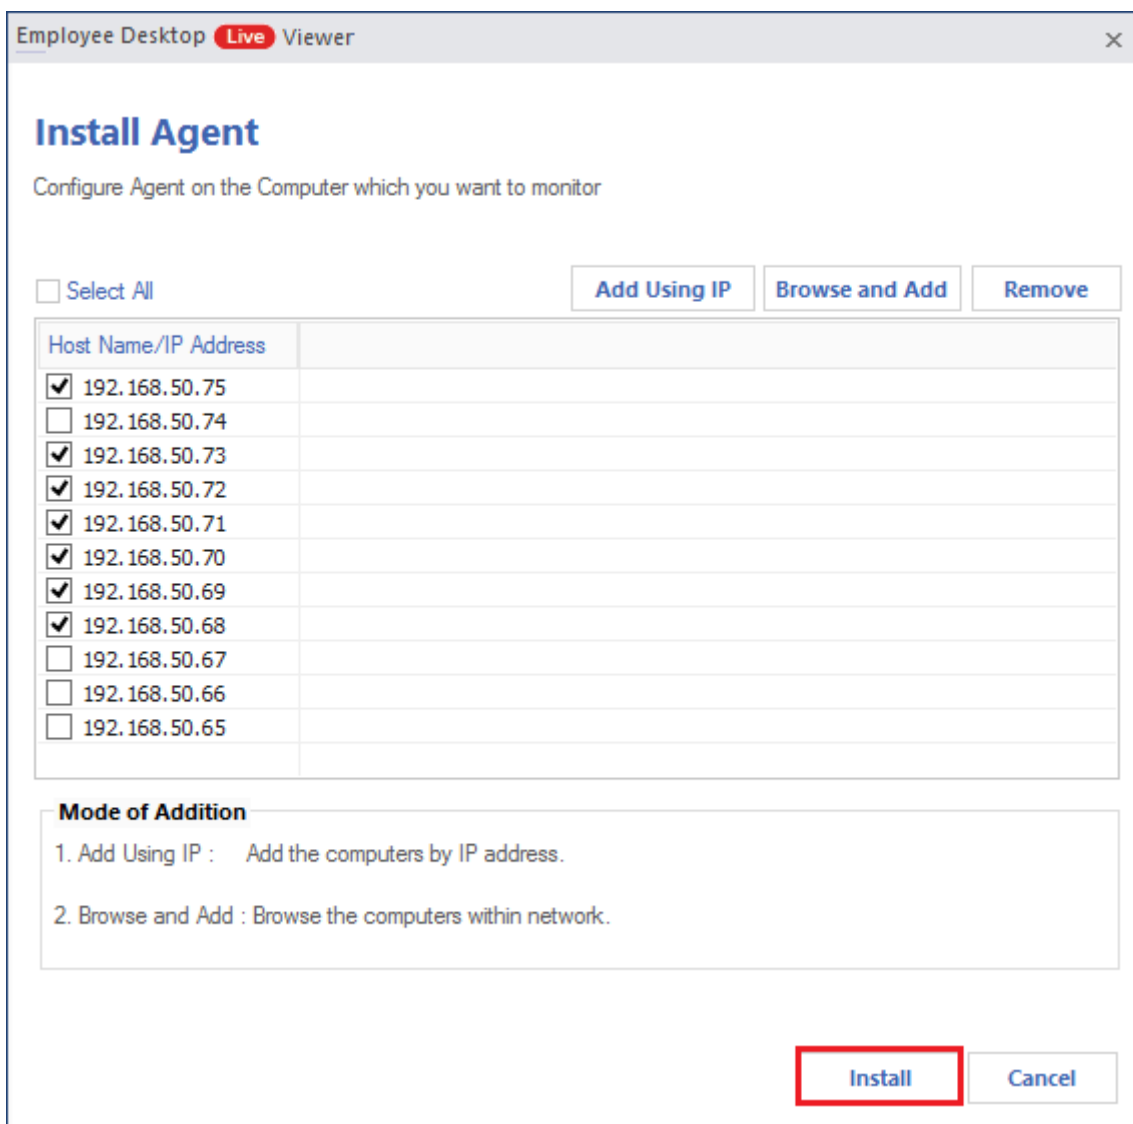 Employee Desktop Live Viewer
Install Agent
Configure Agent on the Computer which you want to monitor
Select All Add Using IP Browse and Add Remove
Host Name/IP Address
192.168.50.75
192.168.50.74
192.168.50.73
192.168.50.72
192.168.50.71
192.168.50.70
192.168.50.69
192.168.50.68
192.168.50.67
192.168.50.66
192.168.50.65
Mode of Addition
1. Add Using IP : Add the computers by IP address.
2. Browse and Add : Browse the computers within network.
Install Cancel